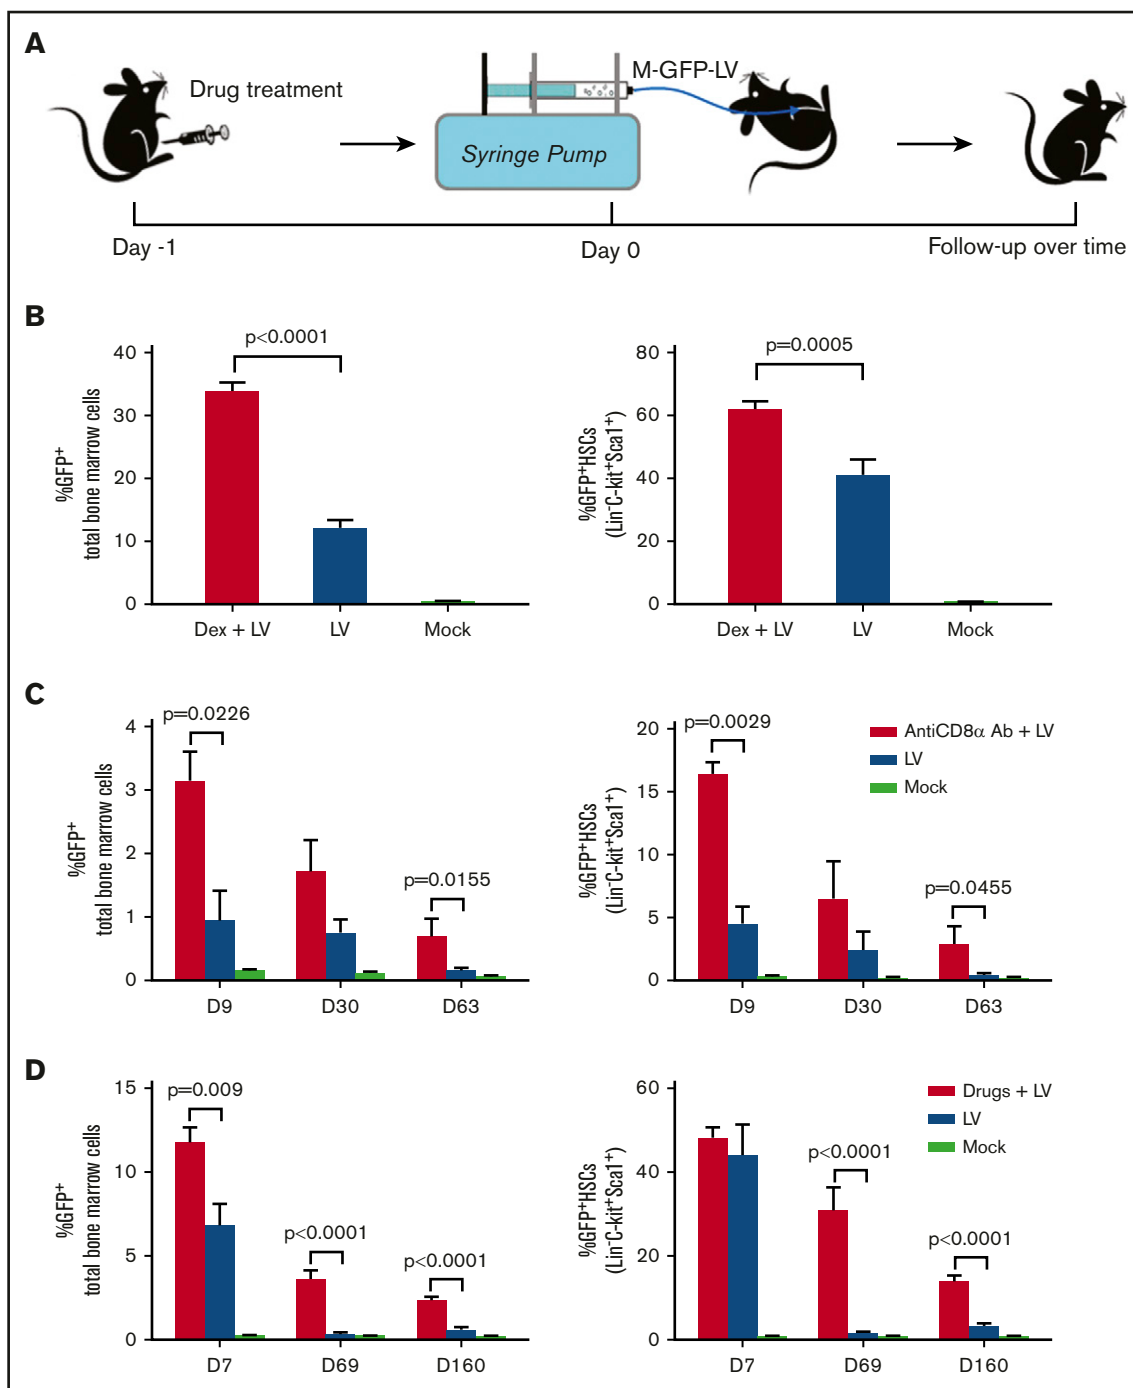 A
Drug treatment
M-GFP-LV
Syringe Pump
Day -1
Day 0
Follow-up over time
B
%GFP⁺
total bone marrow cells
40
30
20
10
0
p<0.0001
Dex + LV
LV
Mock
%GFP⁺HSCs
(Lin⁻C-kit⁺Sca1⁺)
80
60
40
20
0
p=0.0005
Dex + LV
LV
Mock
C
%GFP⁺
total bone marrow cells
4
3
2
1
0
p=0.0226
p=0.0155
D9
D30
D63
%GFP⁺HSCs
(Lin⁻C-kit⁺Sca1⁺)
20
15
10
5
0
p=0.0029
p=0.0455
D9
D30
D63
AntiCD8α Ab + LV
LV
Mock
D
%GFP⁺
total bone marrow cells
15
10
5
0
p=0.009
p<0.0001
p<0.0001
D7
D69
D160
%GFP⁺HSCs
(Lin⁻C-kit⁺Sca1⁺)
60
40
20
0
p<0.0001
p<0.0001
D7
D69
D160
Drugs + LV
LV
Mock